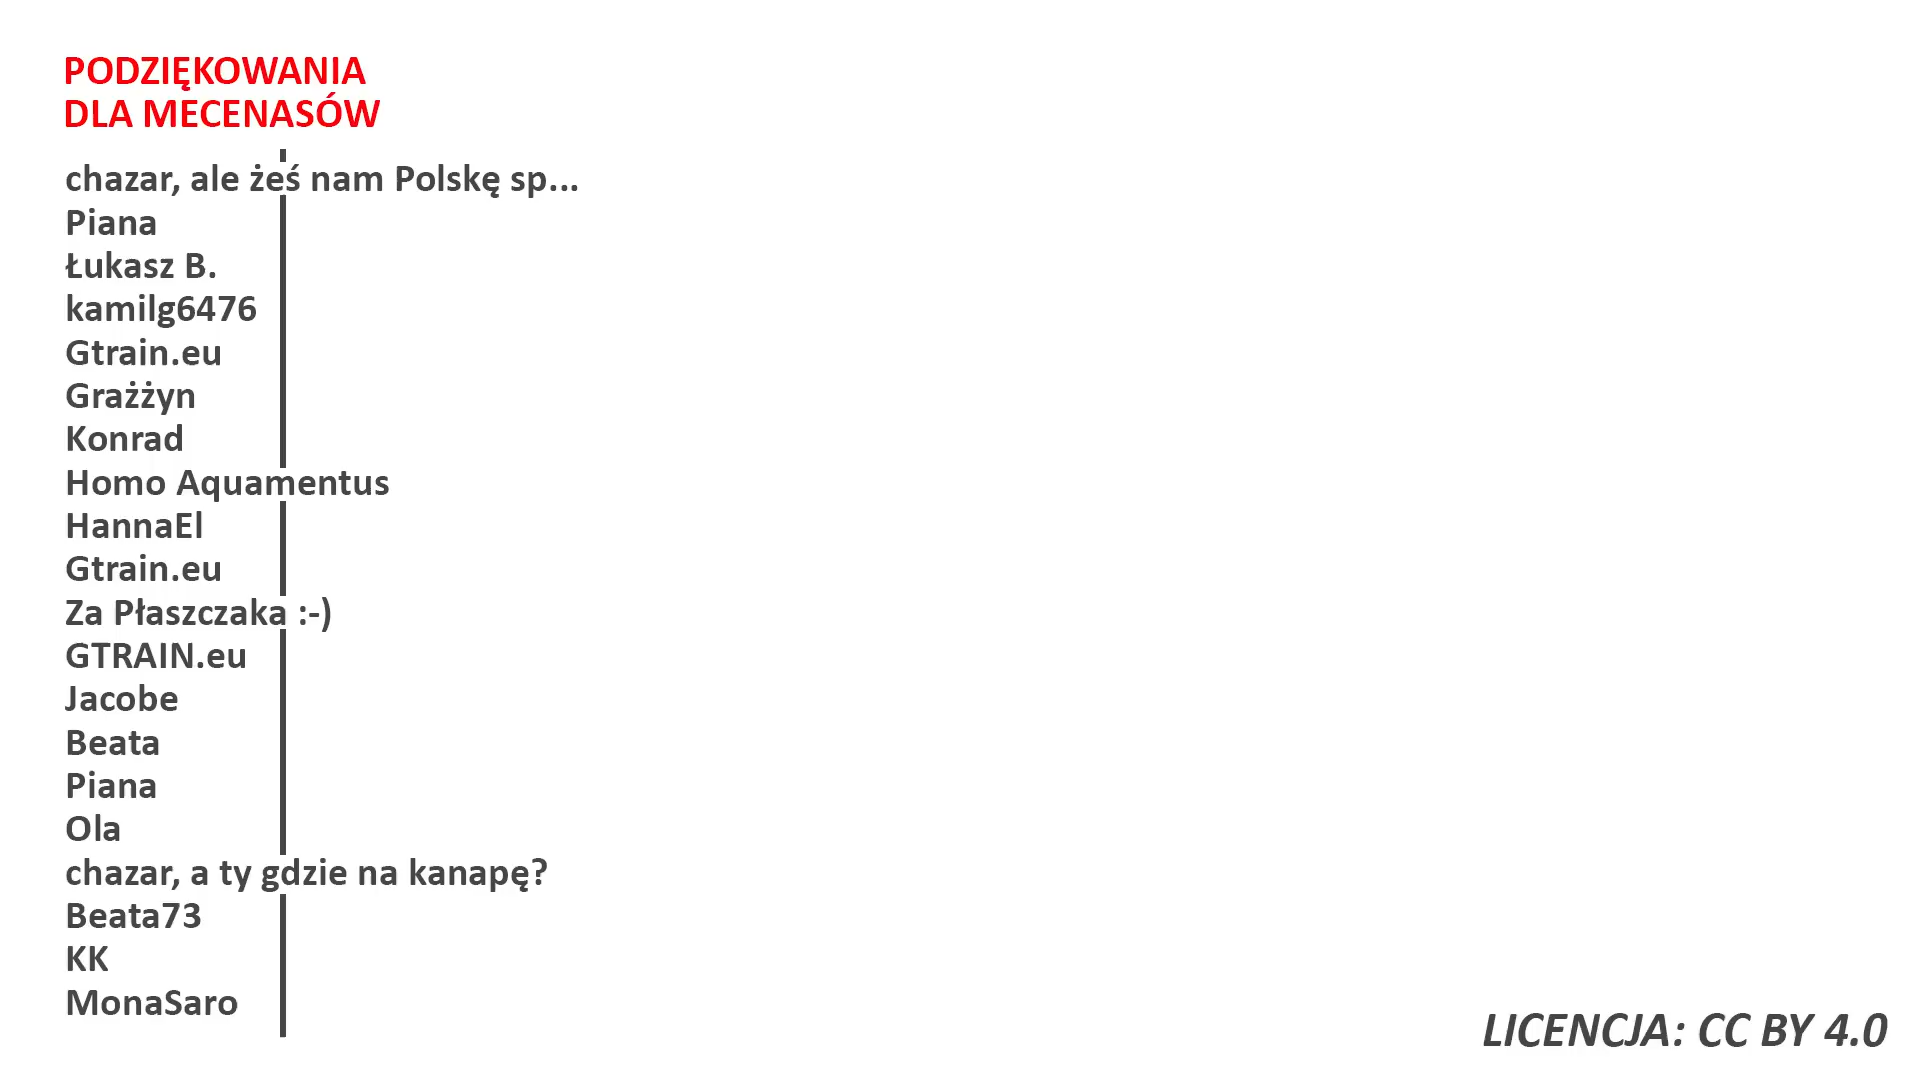 PODZIĘKOWANIA
DLA MECENASÓW
chazar, ale żeś nam Polskę sp...
Piana
Łukasz B.
kamilg6476
Gtrain.eu
Grażżyn
Konrad
Homo Aquamentus
HannaEl
Gtrain.eu
Za Płaszczaka :-)
GTRAIN.eu
Jacobe
Beata
Piana
Ola
chazar, a ty gdzie na kanapę?
Beata73
KK
MonaSaro
LICENCJA: CC BY 4.0